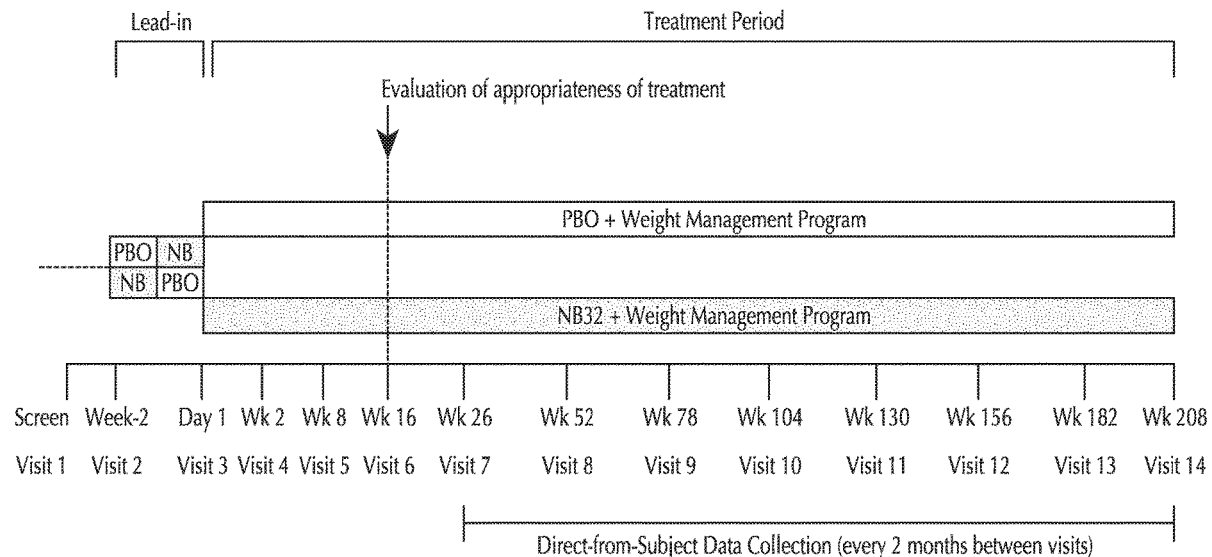 Lead-in Treatment Period
Evaluation of appropriateness of treatment
PBO + Weight Management Program
PBO NB
NB PBO
NB32 + Weight Management Program
Screen Week-2 Day 1 Wk 2 Wk 8 Wk 16 Wk 26 Wk 52 Wk 78 Wk 104 Wk 130 Wk 156 Wk 182 Wk 208
Visit 1 Visit 2 Visit 3 Visit 4 Visit 5 Visit 6 Visit 7 Visit 8 Visit 9 Visit 10 Visit 11 Visit 12 Visit 13 Visit 14
Direct-from-Subject Data Collection (every 2 months between visits)